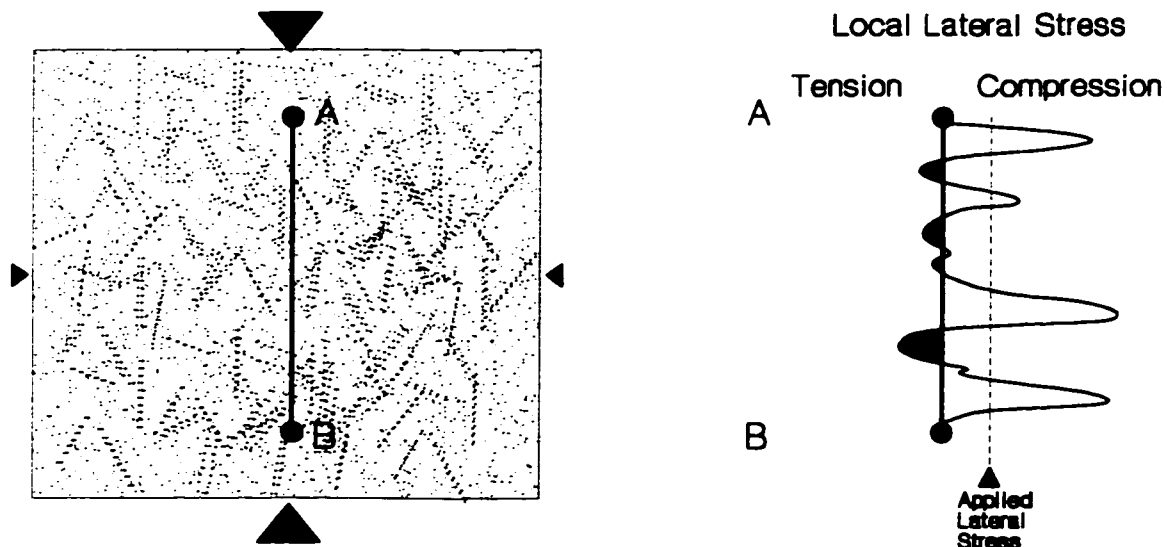 A
B
Local Lateral Stress
Tension Compression
A
B
Applied
Lateral
Stress